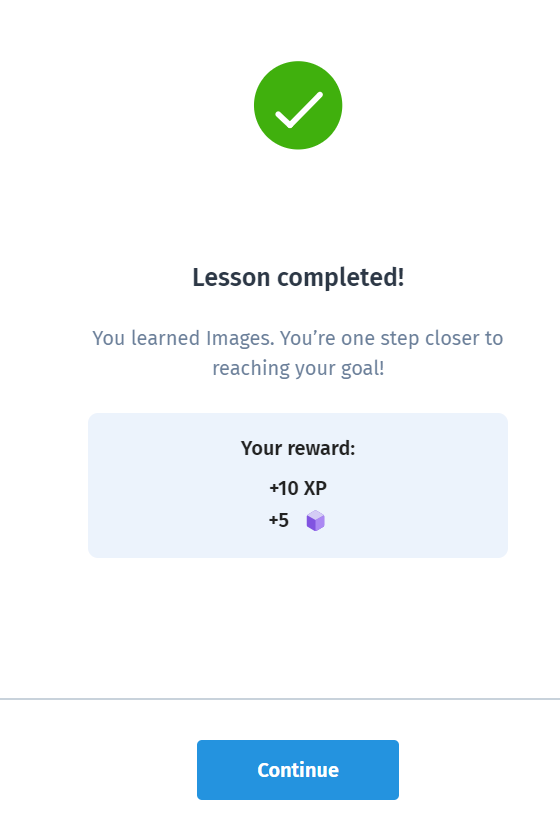 Lesson completed!
You learned Images. You’re one step closer to
reaching your goal!
Your reward:
+10 XP
+5
Continue